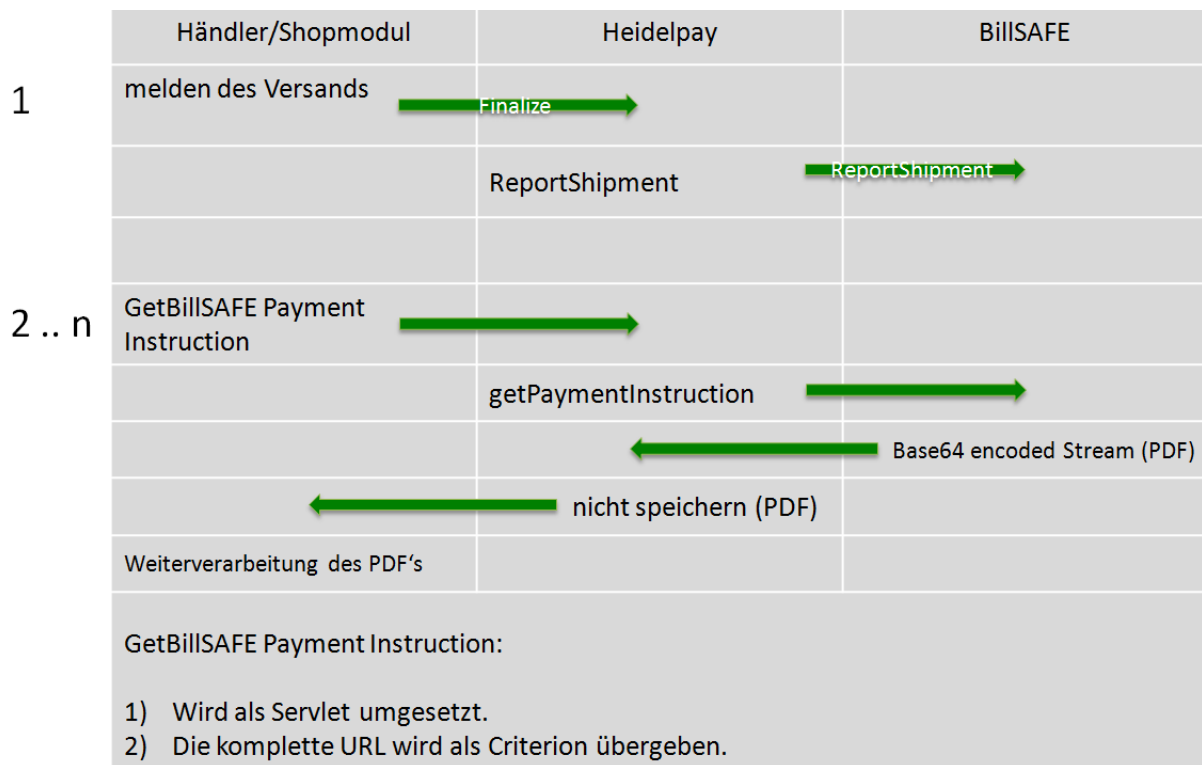 Händler/Shopmodul Heidelpay BillSAFE
1 melden des Versands Finalize
ReportShipment ReportShipment
2 .. n GetBillSAFE Payment
Instruction
getPaymentInstruction
Base64 encoded Stream (PDF)
nicht speichern (PDF)
Weiterverarbeitung des PDF‘s
GetBillSAFE Payment Instruction:
1) Wird als Servlet umgesetzt.
2) Die komplette URL wird als Criterion übergeben.